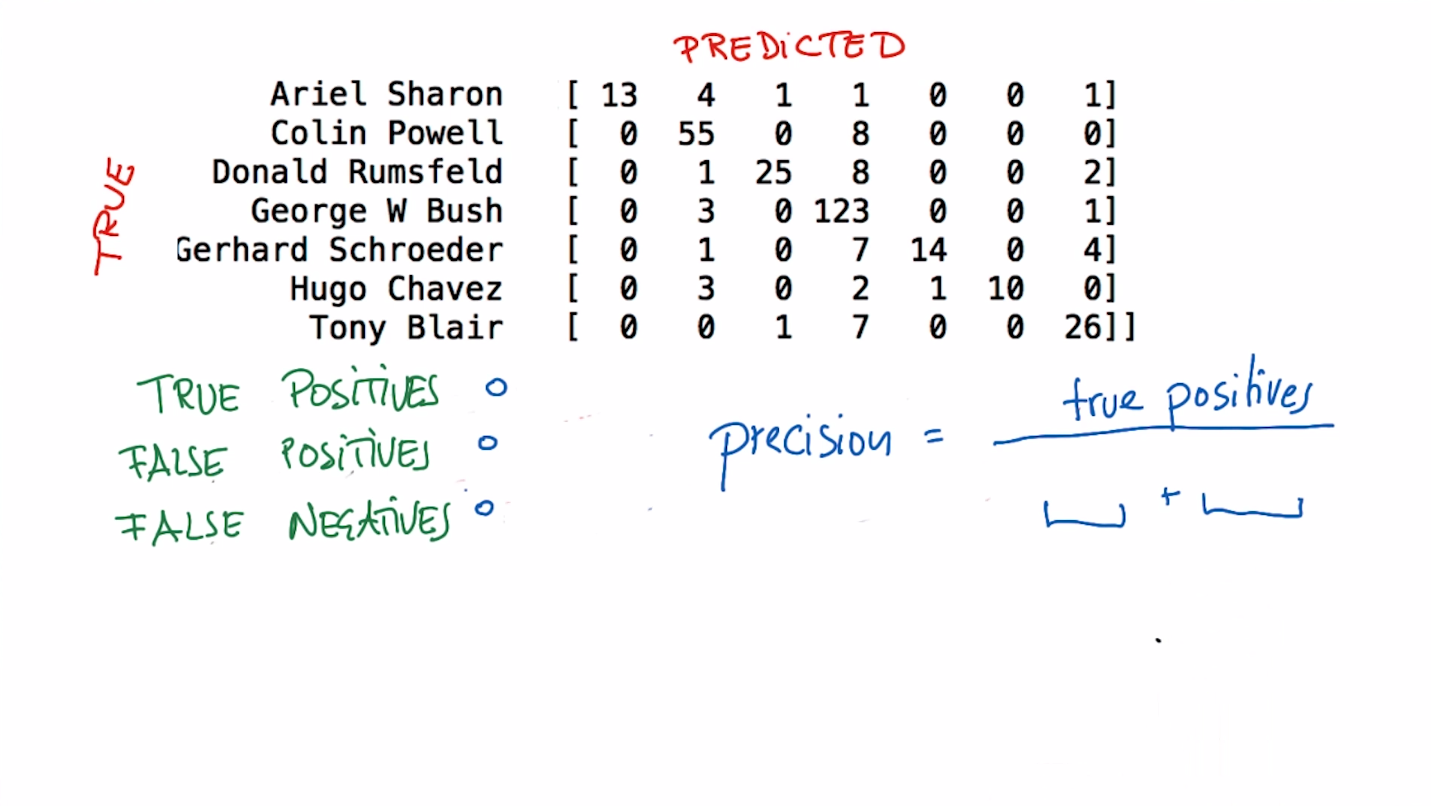 PREDiCTED
Ariel Sharon [ 13 4 1 1 0 0 1]
Colin Powell [ 0 55 0 8 0 0 0]
Donald Rumsfeld [ 0 1 25 8 0 0 2]
George W Bush [ 0 3 0 123 0 0 1]
Gerhard Schroeder [ 0 1 0 7 14 0 4]
Hugo Chavez [ 0 3 0 2 1 10 0]
Tony Blair [ 0 0 1 7 0 0 26]]
TRUE
TRUE POSiTiVES
FALSE POSiTiVES
FALSE NEGATiVES
precision = true positives
+